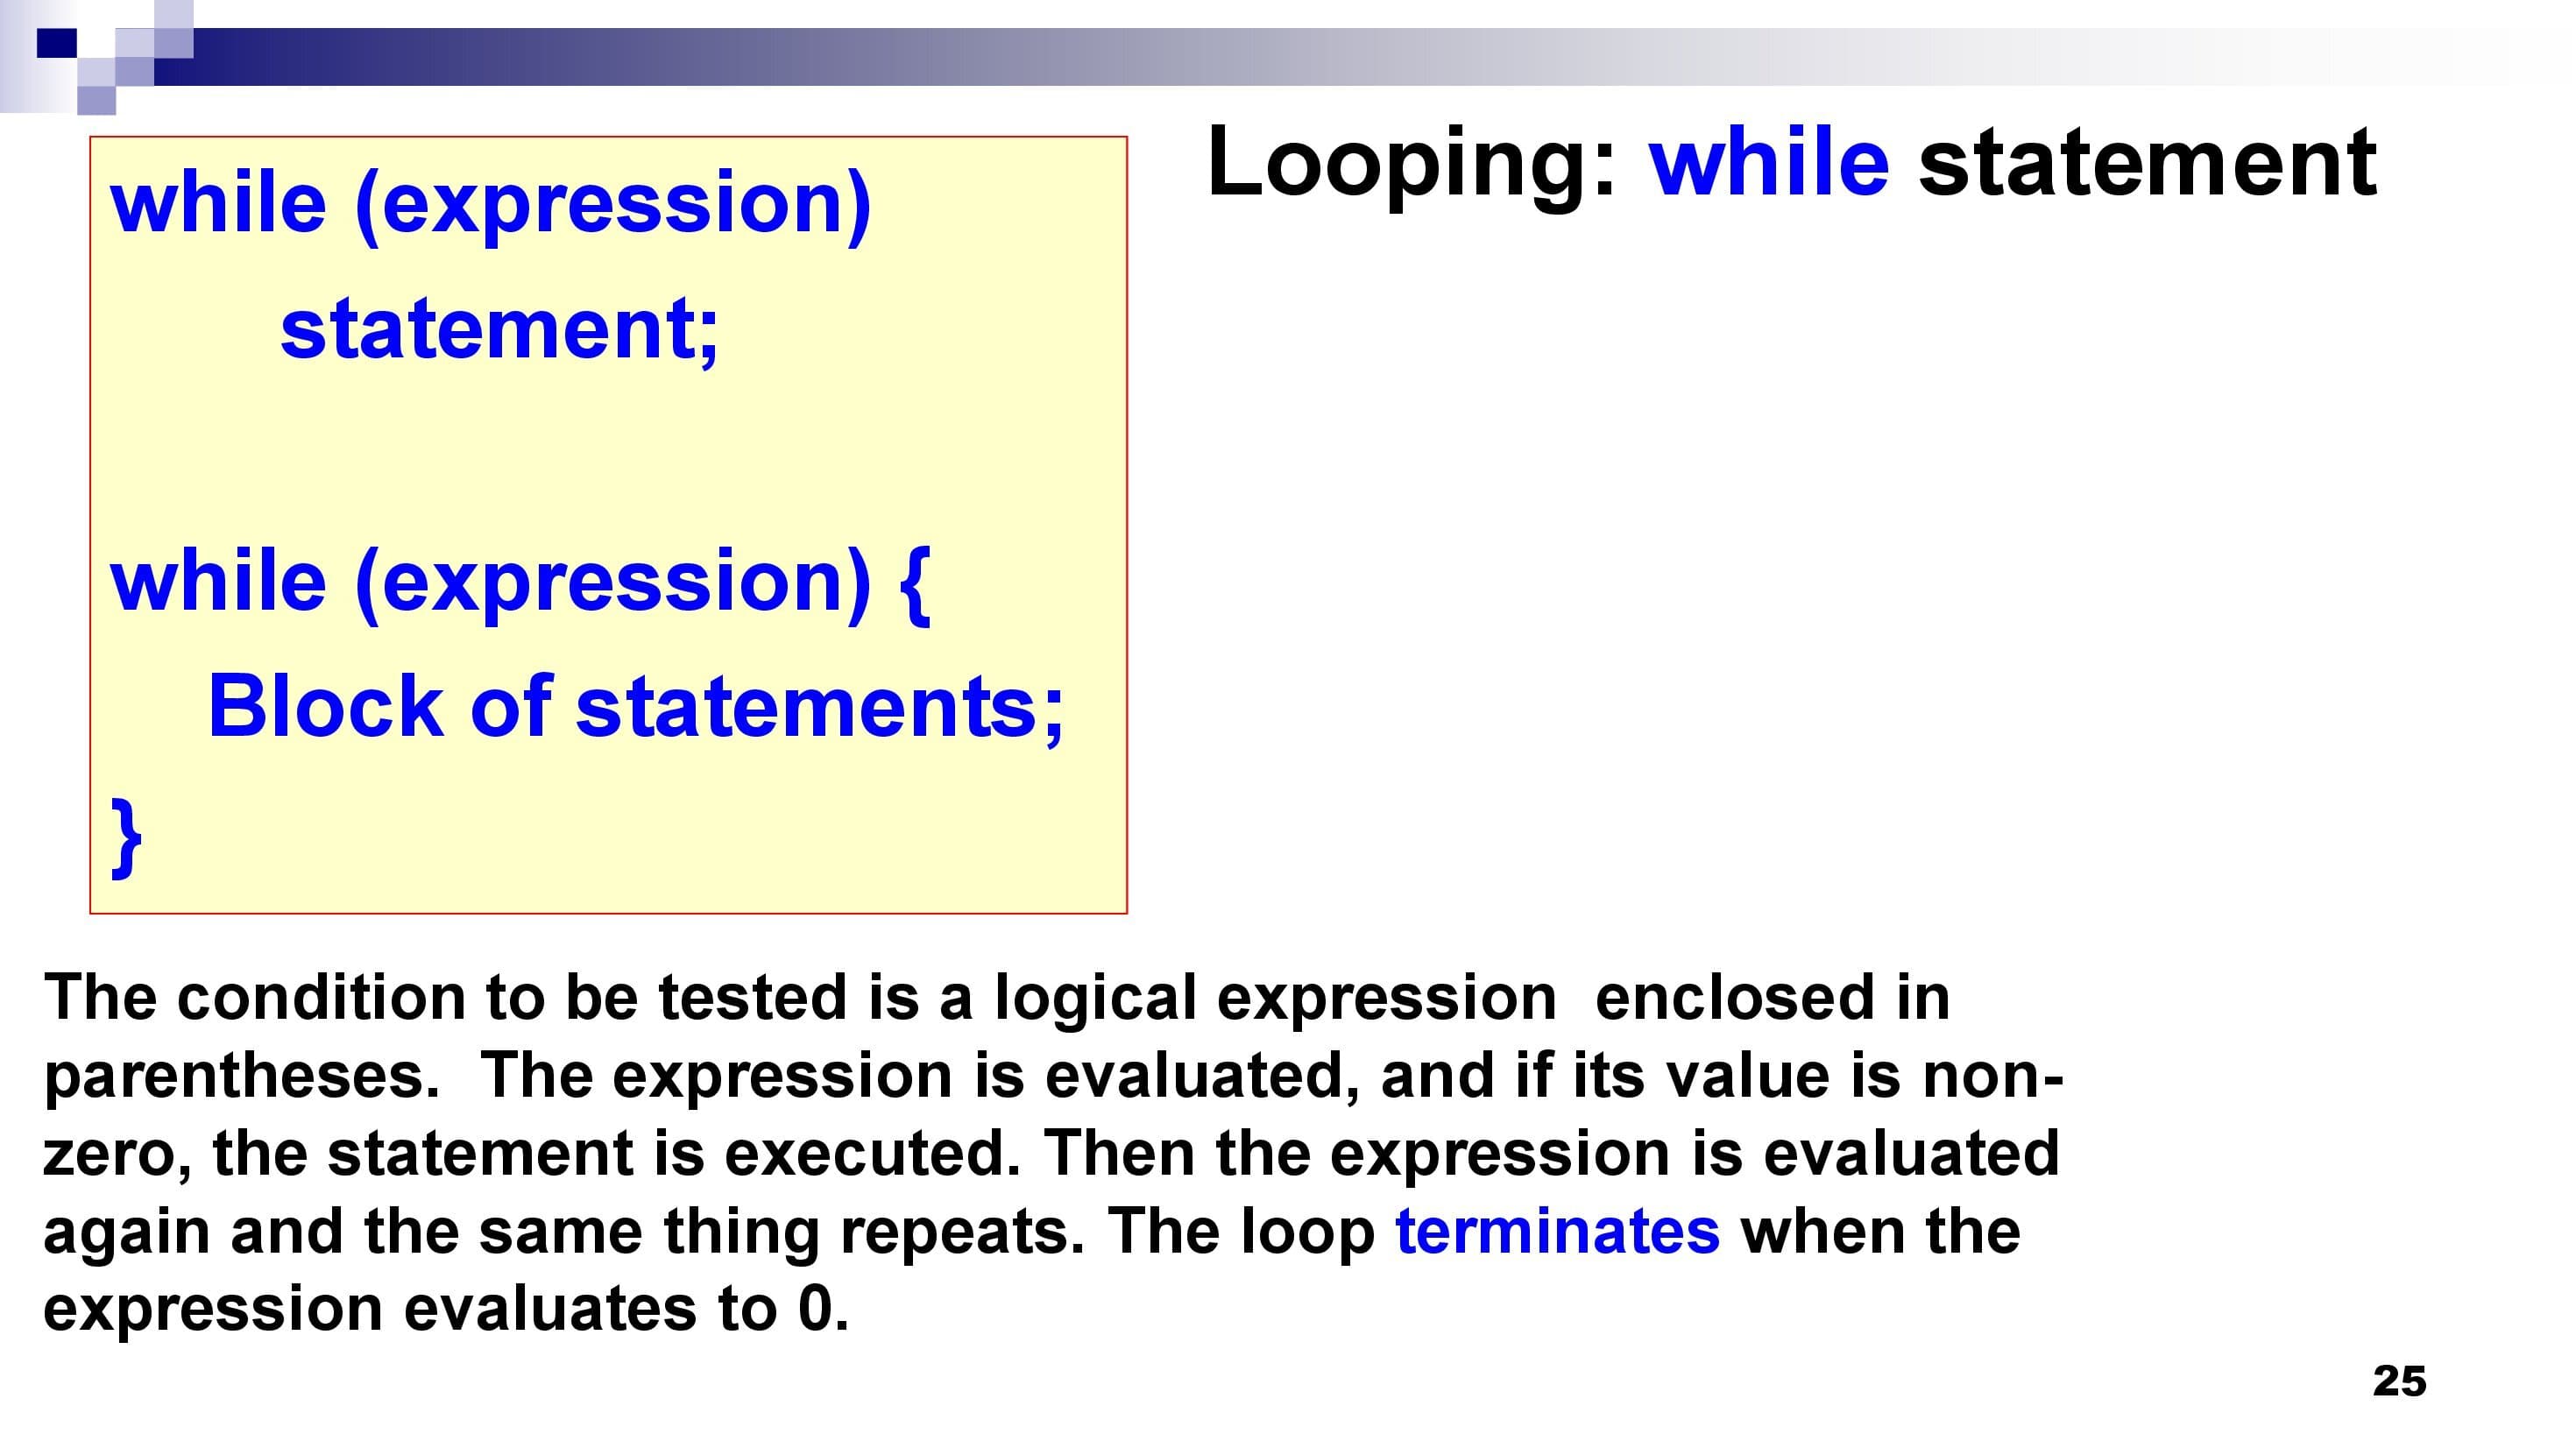 Looping: while statement
while (expression)
statement;
while (expression) {
Block of statements;
}
The condition to be tested is a logical expression  enclosed in
parentheses.  The expression is evaluated, and if its value is non-
zero, the statement is executed. Then the expression is evaluated
again and the same thing repeats. The loop terminates when the
expression evaluates to 0.
25